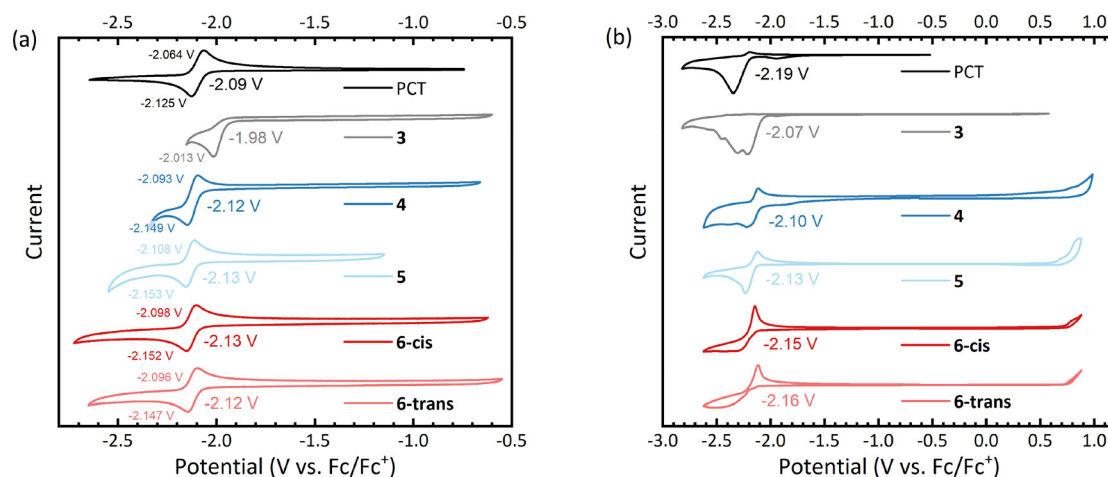 -2.5 -2.0 -1.5 -1.0 -0.5
(a)
-2.064 V
-2.09 V
PCT
-2.125 V
-1.98 V
3
-2.013 V
-2.093 V
-2.12 V
4
-2.149 V
-2.108 V
-2.13 V
5
-2.153 V
-2.098 V
-2.13 V
6-cis
-2.152 V
-2.096 V
-2.12 V
6-trans
-2.147 V
Current
-2.5 -2.0 -1.5 -1.0 -0.5
Potential (V vs. Fc/Fc+)
-3.0 -2.5 -2.0 -1.5 -1.0 -0.5 0.0 0.5 1.0
(b)
-2.19 V
PCT
-2.07 V
3
-2.10 V
4
-2.13 V
5
-2.15 V
6-cis
-2.16 V
6-trans
Current
-3.0 -2.5 -2.0 -1.5 -1.0 -0.5 0.0 0.5 1.0
Potential (V vs. Fc/Fc+)